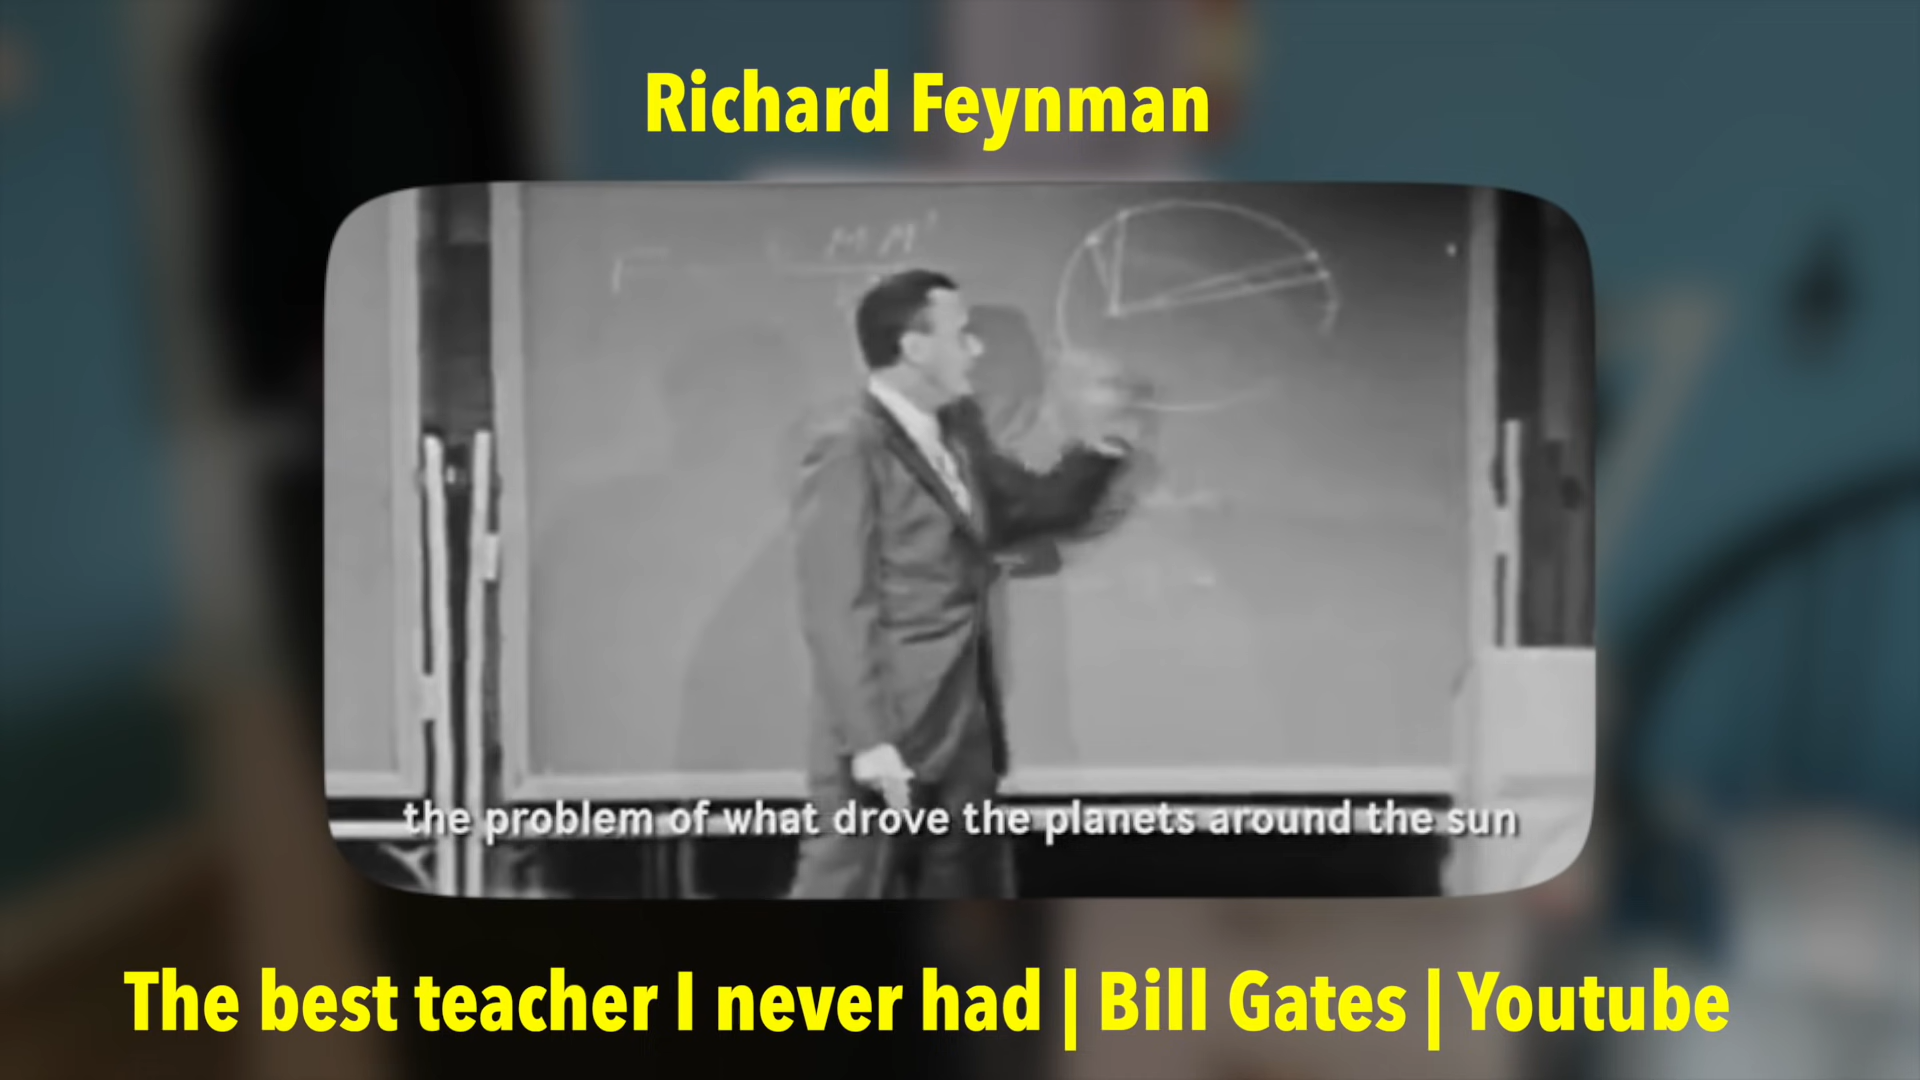 Richard Feynman
M M'
the problem of what drove the planets around the sun
The best teacher I never had | Bill Gates | Youtube